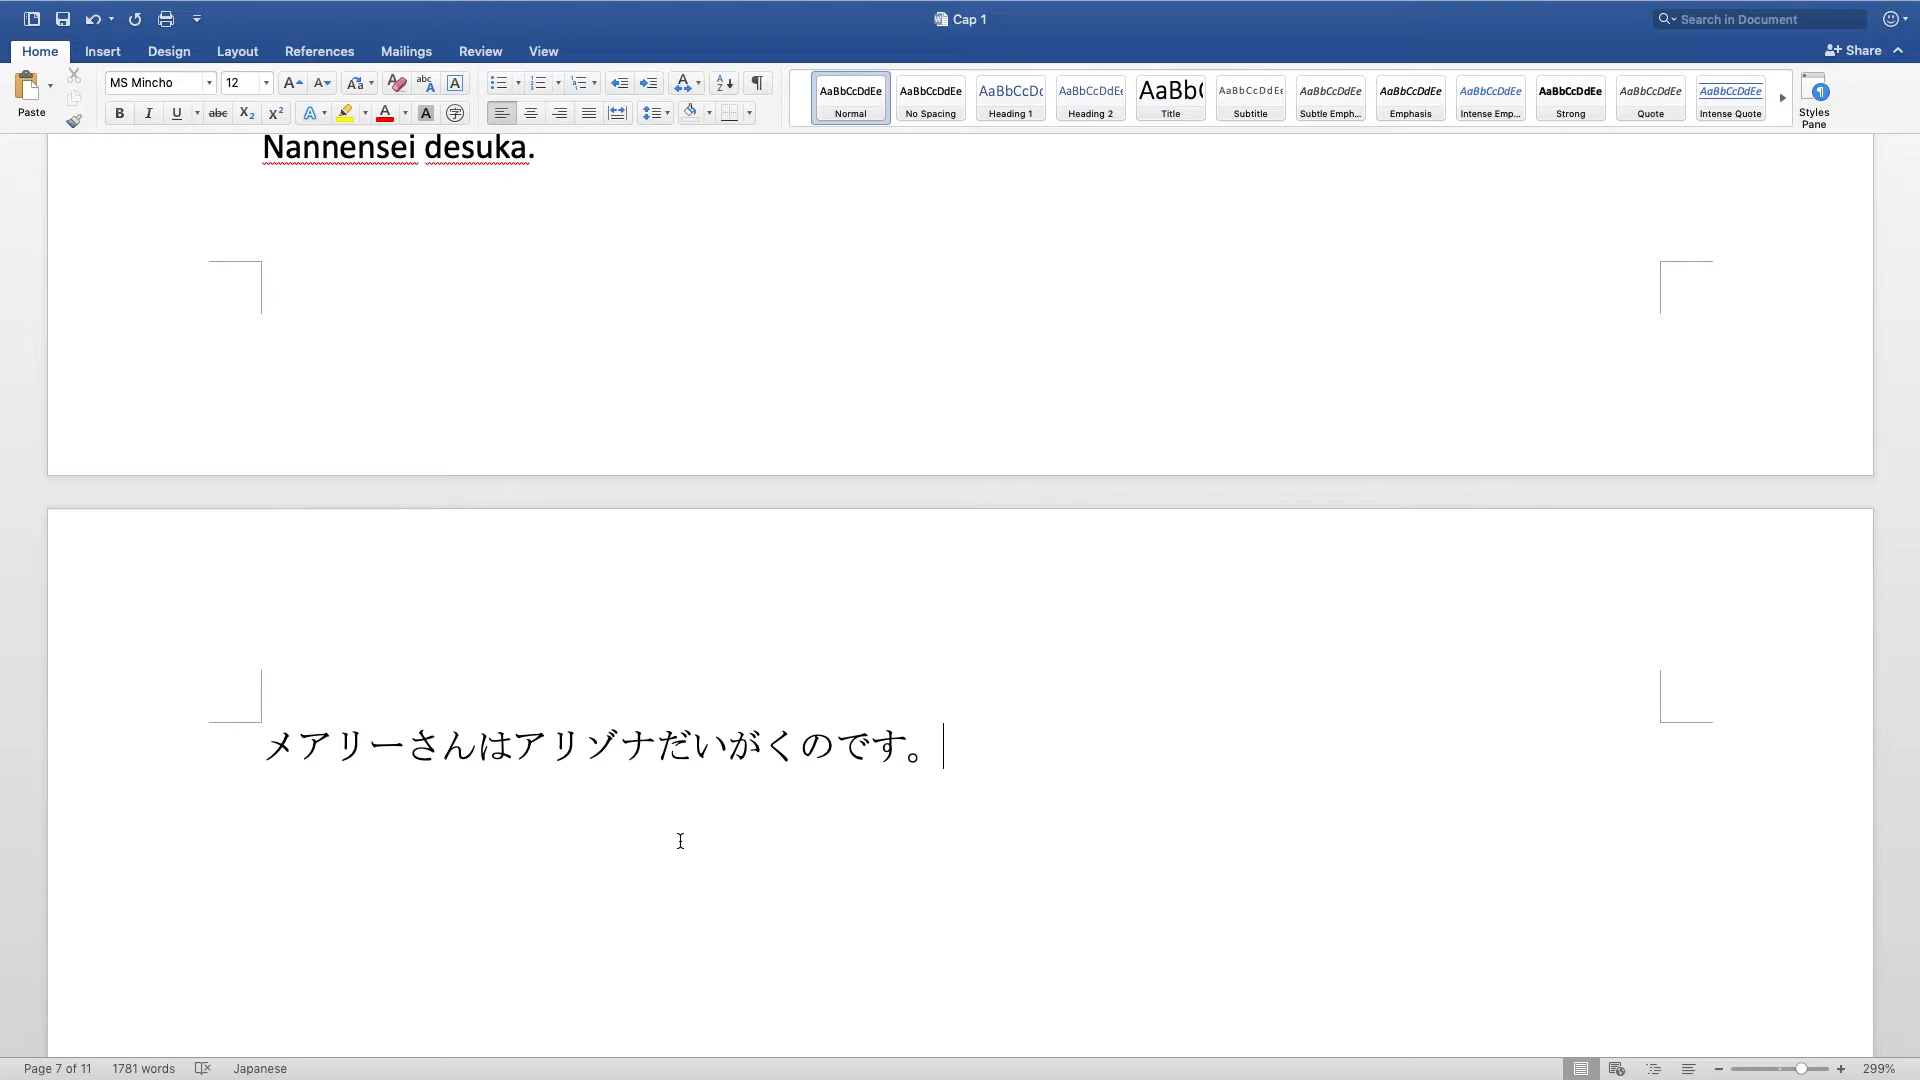 Cap 1
Search in Document
Home
Insert
Design
Layout
References
Mailings
Review
View
Share
Paste
MS Mincho
12
AaBbCcDdEe
Normal
AaBbCcDdEe
No Spacing
AaBbCcDc
Heading 1
AaBbCcDdEe
Heading 2
AaBb(
Title
AaBbCcDdEe
Subtitle
AaBbCcDdEe
Subtle Emph...
AaBbCcDdEe
Emphasis
AaBbCcDdEe
Intense Emp...
AaBbCcDdEe
Strong
AaBbCcDdEe
Quote
AaBbCcDdEe
Intense Quote
Styles
Pane
Nannensei desuka.
メアリーさんはアリゾナだいがくのです。
Page 7 of 11
1781 words
Japanese
299%